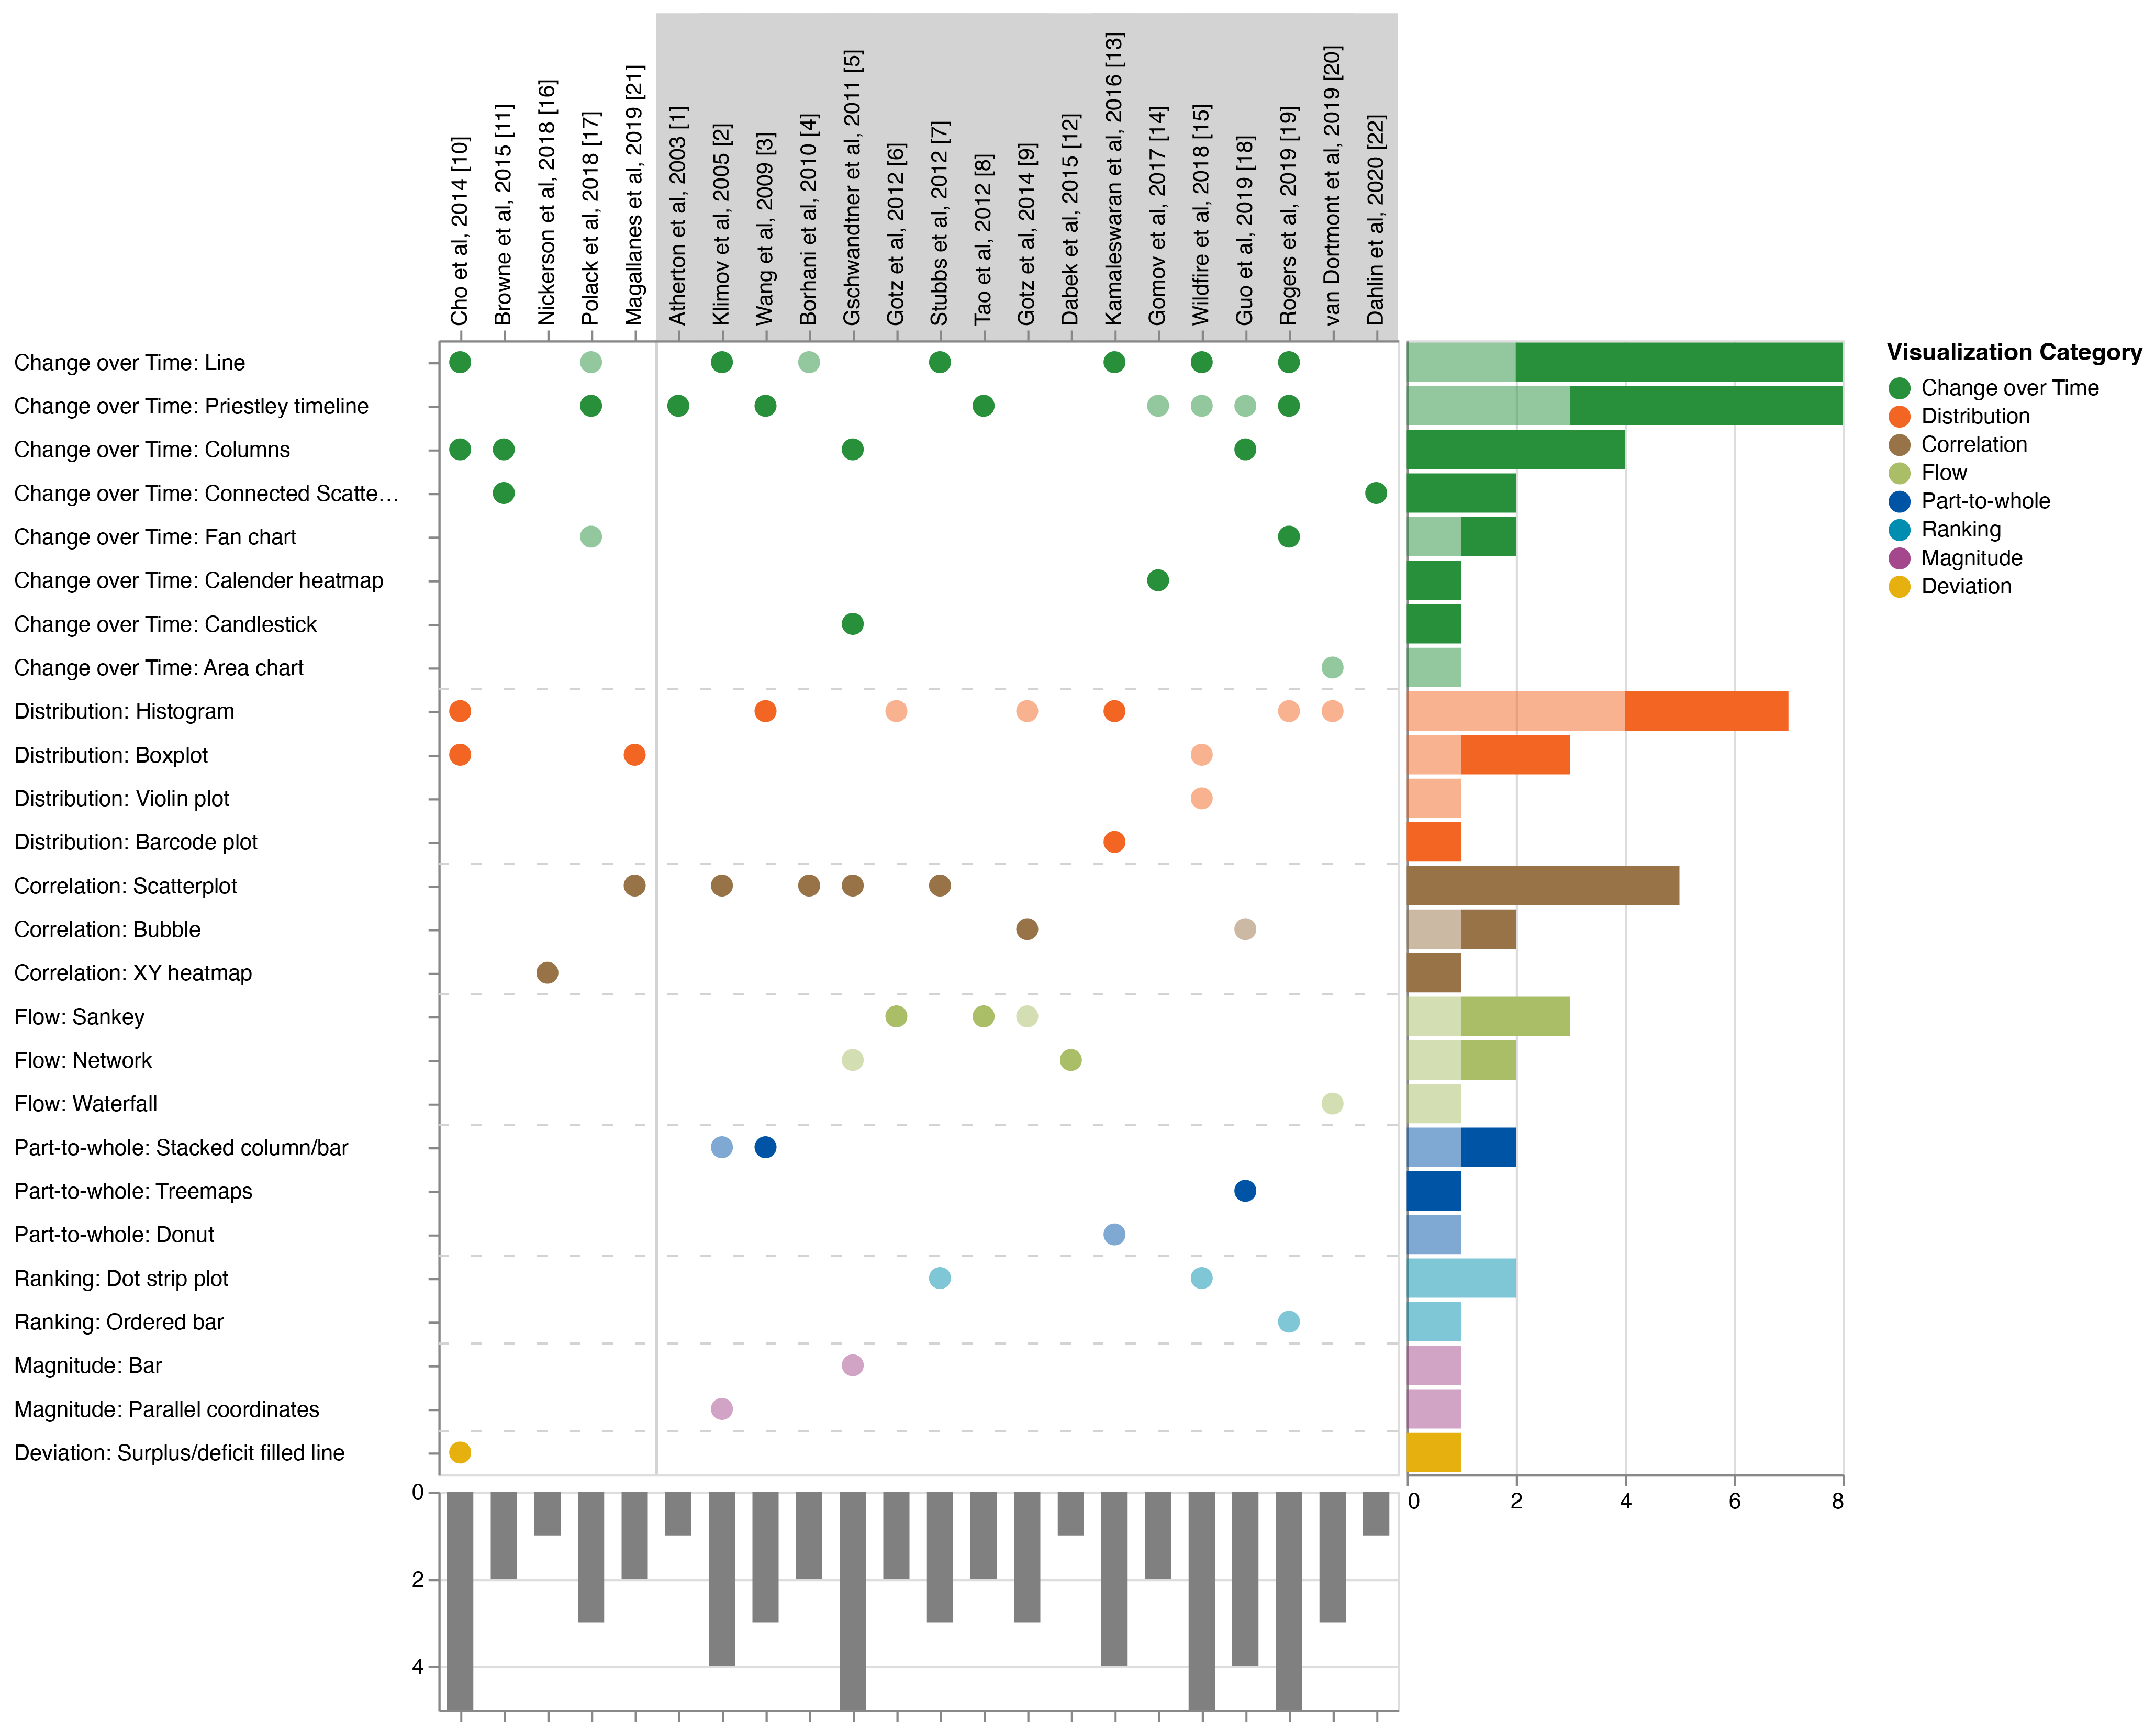 Cho et al, 2014 [10]
Browne et al, 2015 [11]
Nickerson et al, 2018 [16]
Polack et al, 2018 [17]
Magallanes et al, 2019 [21]
Atherton et al, 2003 [1]
Klimov et al, 2005 [2]
Wang et al, 2009 [3]
Borhani et al, 2010 [4]
Gschwandtner et al, 2011 [5]
Gotz et al, 2012 [6]
Stubbs et al, 2012 [7]
Tao et al, 2012 [8]
Gotz et al, 2014 [9]
Dabek et al, 2015 [12]
Kamaleswaran et al, 2016 [13]
Gomov et al, 2017 [14]
Wildfire et al, 2018 [15]
Guo et al, 2019 [18]
Rogers et al, 2019 [19]
van Dortmont et al, 2019 [20]
Dahlin et al, 2020 [22]
Change over Time: Line
Change over Time: Priestley timeline
Change over Time: Columns
Change over Time: Connected Scatte…
Change over Time: Fan chart
Change over Time: Calender heatmap
Change over Time: Candlestick
Change over Time: Area chart
Distribution: Histogram
Distribution: Boxplot
Distribution: Violin plot
Distribution: Barcode plot
Correlation: Scatterplot
Correlation: Bubble
Correlation: XY heatmap
Flow: Sankey
Flow: Network
Flow: Waterfall
Part-to-whole: Stacked column/bar
Part-to-whole: Treemaps
Part-to-whole: Donut
Ranking: Dot strip plot
Ranking: Ordered bar
Magnitude: Bar
Magnitude: Parallel coordinates
Deviation: Surplus/deficit filled line
Visualization Category
Change over Time
Distribution
Correlation
Flow
Part-to-whole
Ranking
Magnitude
Deviation
0 2 4 6 8
0
2
4